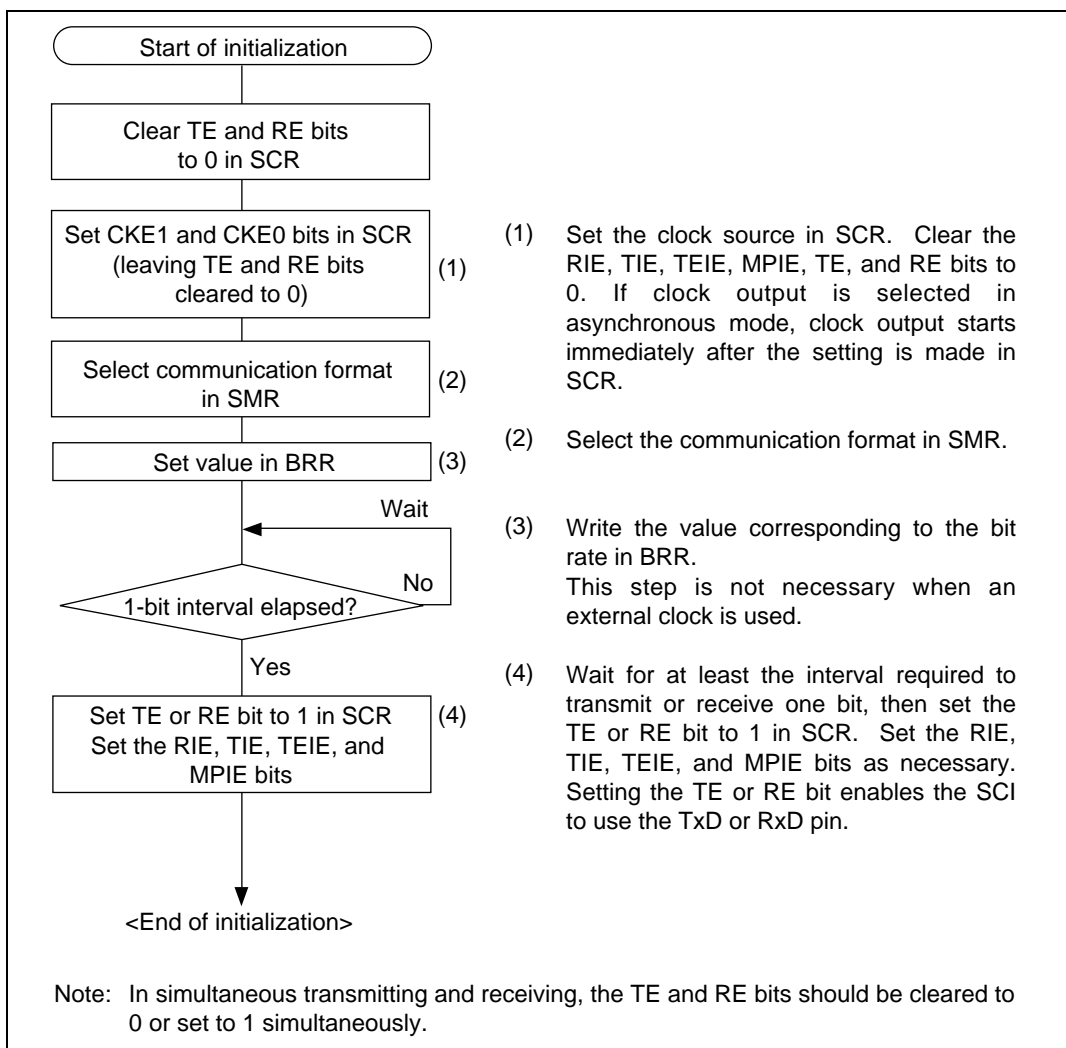 Start of initialization
Clear TE and RE bits
to 0 in SCR
Set CKE1 and CKE0 bits in SCR
(leaving TE and RE bits
cleared to 0)
(1)
Select communication format
in SMR
(2)
Set value in BRR
(3)
Wait
No
1-bit interval elapsed?
Yes
Set TE or RE bit to 1 in SCR
Set the RIE, TIE, TEIE, and
MPIE bits
(4)
<End of initialization>
(1) Set the clock source in SCR. Clear the
RIE, TIE, TEIE, MPIE, TE, and RE bits to
0. If clock output is selected in
asynchronous mode, clock output starts
immediately after the setting is made in
SCR.
(2) Select the communication format in SMR.
(3) Write the value corresponding to the bit
rate in BRR.
This step is not necessary when an
external clock is used.
(4) Wait for at least the interval required to
transmit or receive one bit, then set the
TE or RE bit to 1 in SCR. Set the RIE,
TIE, TEIE, and MPIE bits as necessary.
Setting the TE or RE bit enables the SCI
to use the TxD or RxD pin.
Note: In simultaneous transmitting and receiving, the TE and RE bits should be cleared to
0 or set to 1 simultaneously.